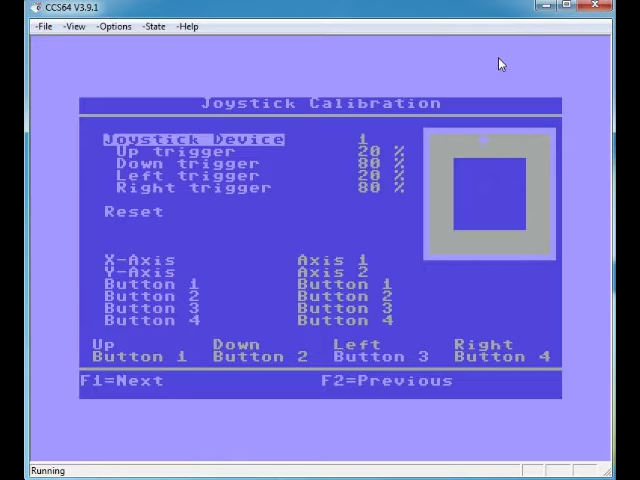 CCS64 V3.9.1
-File -View -Options -State -Help
Joystick Calibration
Joystick Device 1
Up trigger 20 %
Down trigger 80 %
Left trigger 20 %
Right trigger 80 %
Reset
X-Axis Axis 1
Y-Axis Axis 2
Button 1 Button 1
Button 2 Button 2
Button 3 Button 3
Button 4 Button 4
Up Down Left Right
Button 1 Button 2 Button 3 Button 4
F1=Next F2=Previous
Running